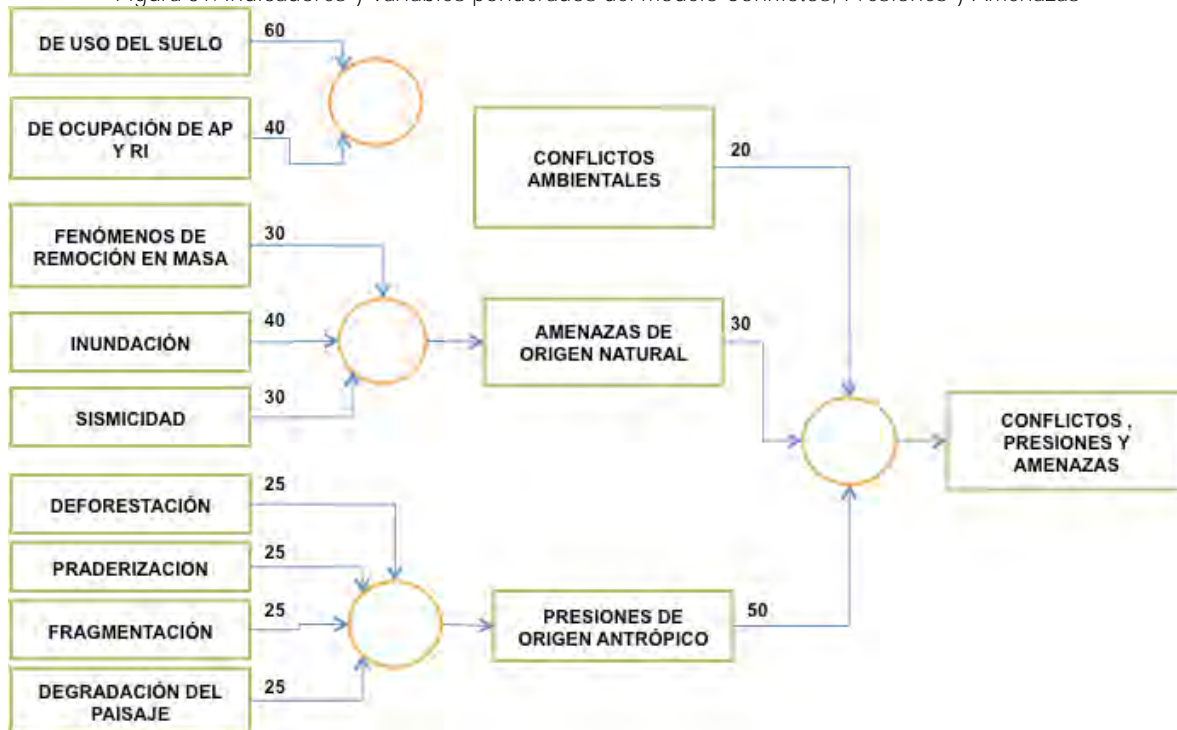 DE USO DEL SUELO
60
DE OCUPACIÓN DE AP
Y RI
40
CONFLICTOS
AMBIENTALES
20
FENÓMENOS DE
REMOCIÓN EN MASA
30
INUNDACIÓN
40
SISMICIDAD
30
AMENAZAS DE
ORIGEN NATURAL
30
CONFLICTOS ,
PRESIONES Y
AMENAZAS
DEFORESTACIÓN
25
PRADERIZACION
25
FRAGMENTACIÓN
25
DEGRADACIÓN DEL
PAISAJE
25
PRESIONES DE
ORIGEN ANTRÓPICO
50